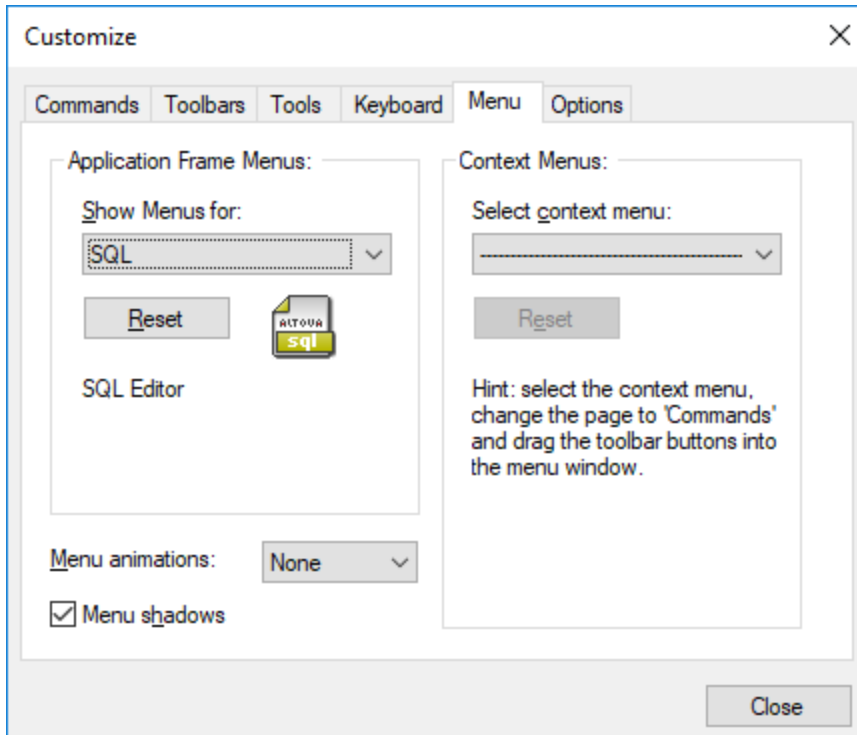 Customize
Commands Toolbars Tools Keyboard Menu Options
Application Frame Menus:
Show Menus for:
SQL
Reset
ALTOVA
sql
SQL Editor
Context Menus:
Select context menu:
Reset
Hint: select the context menu,
change the page to 'Commands'
and drag the toolbar buttons into
the menu window.
Menu animations:
None
Menu shadows
Close